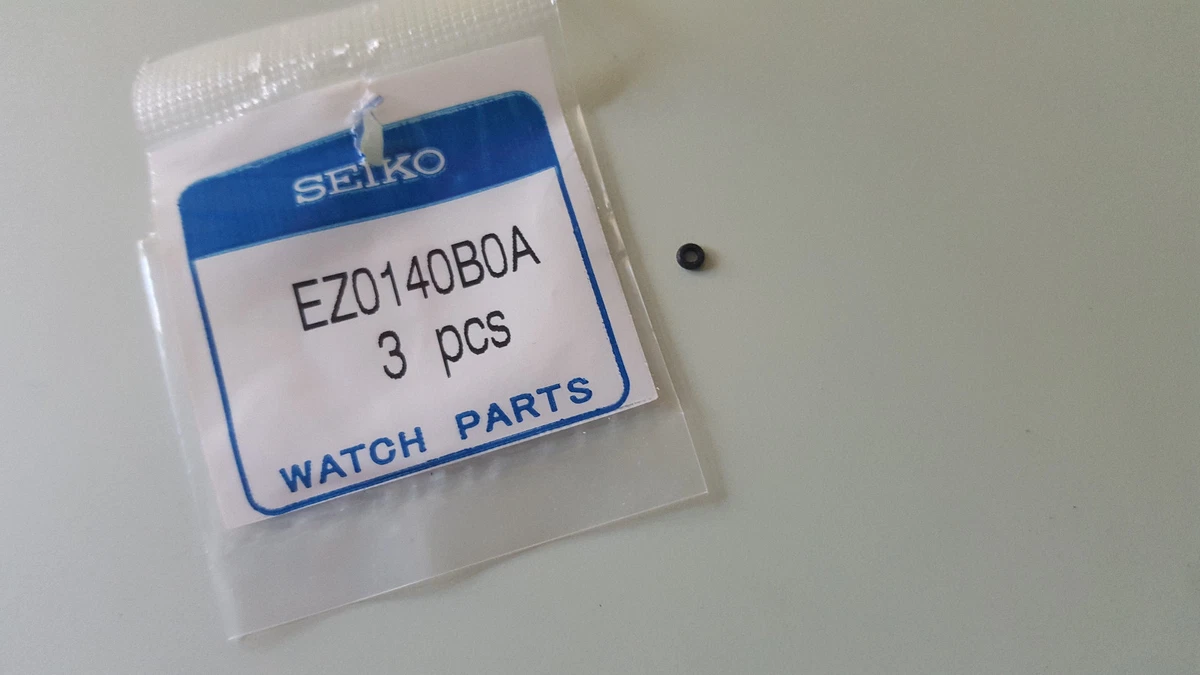 SEIKO
EZ0140B0A
3 pcs
WATCH PARTS